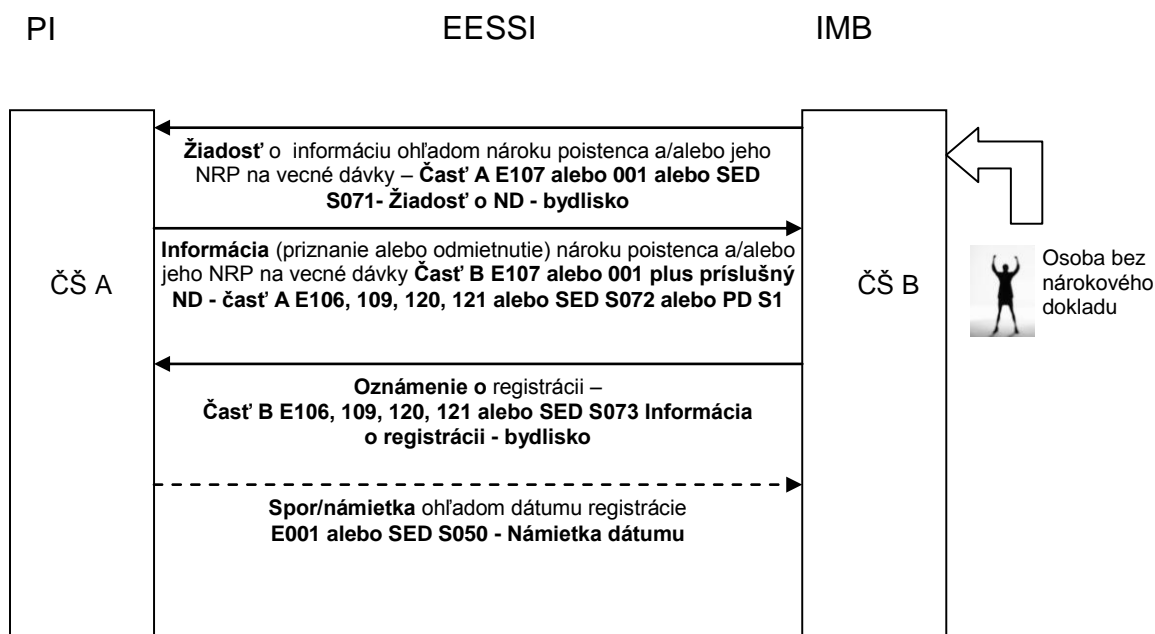 PI EESSI IMB
Žiadosť o informáciu ohľadom nároku poistenca a/alebo jeho
NRP na vecné dávky – Časť A E107 alebo 001 alebo SED
S071- Žiadosť o ND - bydlisko
Informácia (priznanie alebo odmietnutie) nároku poistenca a/alebo
jeho NRP na vecné dávky Časť B E107 alebo 001 plus príslušný
ND - časť A E106, 109, 120, 121 alebo SED S072 alebo PD S1
ČŠ A
ČŠ B
Osoba bez
nárokového
dokladu
Oznámenie o registrácii –
Časť B E106, 109, 120, 121 alebo SED S073 Informácia
o registrácii - bydlisko
Spor/námietka ohľadom dátumu registrácie
E001 alebo SED S050 - Námietka dátumu